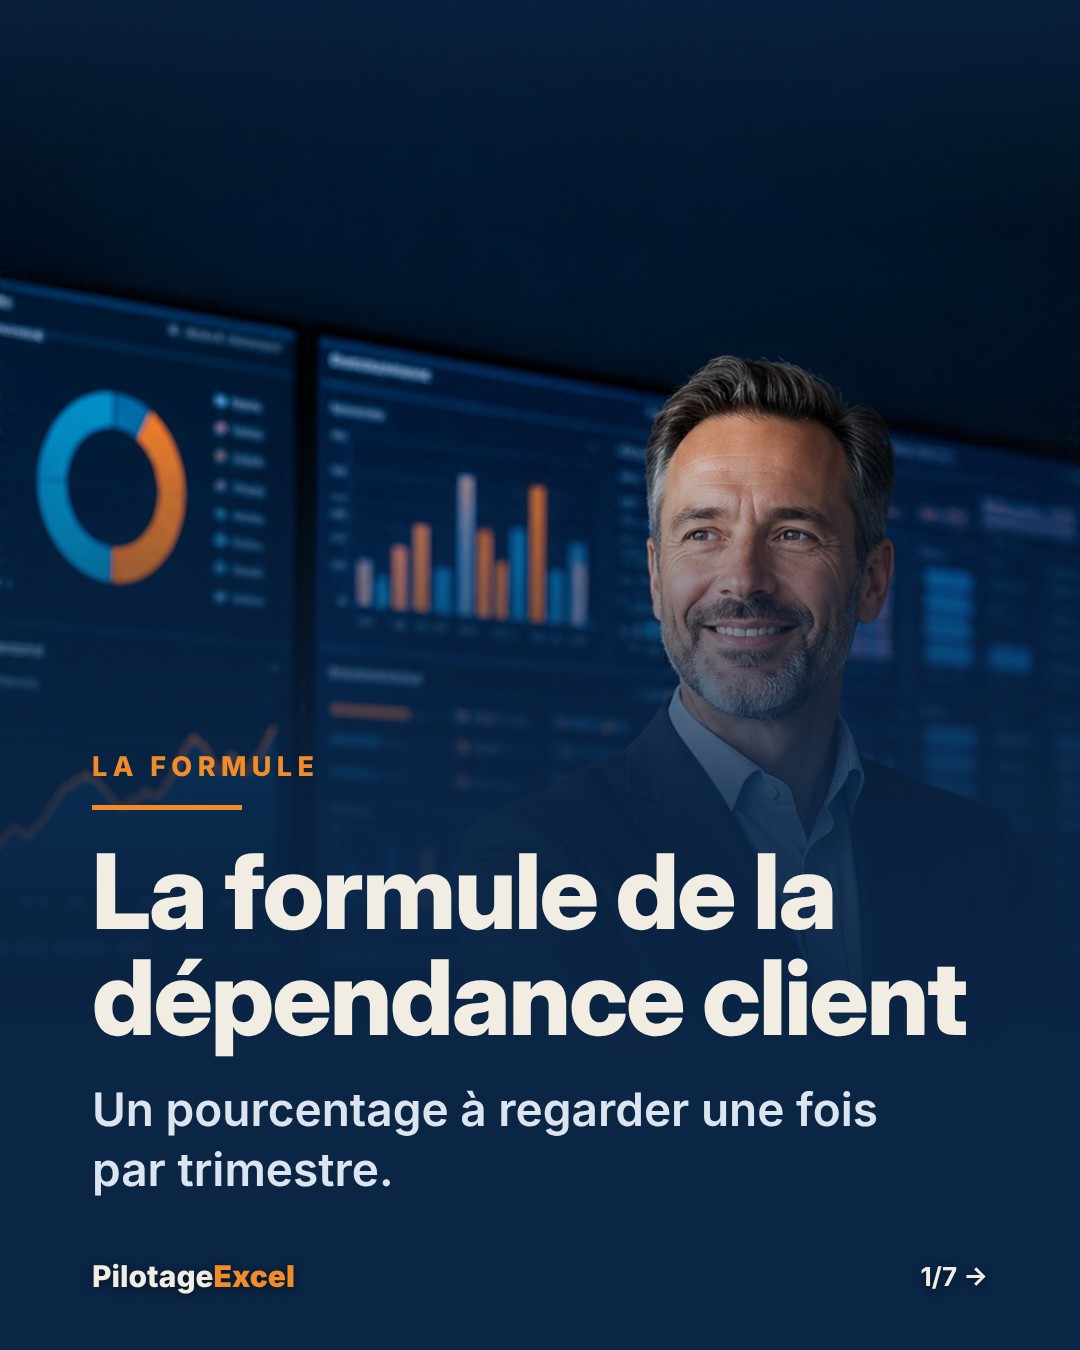 LA FORMULE
La formule de la
dépendance client
Un pourcentage à regarder une fois
par trimestre.
PilotageExcel
1/7 →